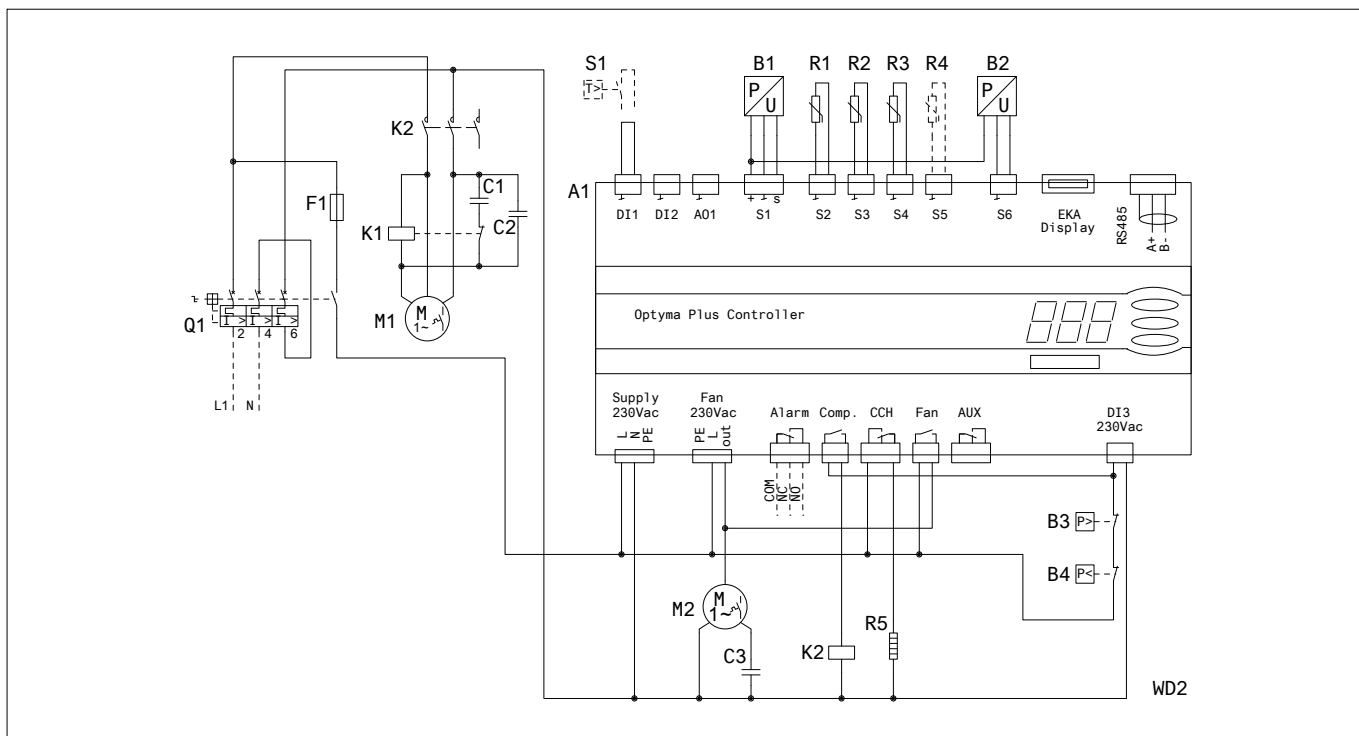 S1 B1 R1 R2 R3 R4 B2
T> P U P U
K2
A1
C1
F1 C2
K1
DI1 DI2 AO1 + - s S1 S2 S3 S4 S5 S6 EKA Display RS485 A+ B-
Q1 I > I > I >
2 4 6
M1 M 1~
Optyma Plus Controller
L1 N
Supply 230Vac
Fan 230Vac
Alarm Comp. CCH Fan AUX
DI3 230Vac
L N PE
PE L out
COM NC NO
B3 P>
B4 P<
M2 M 1~
R5
C3
K2
WD2